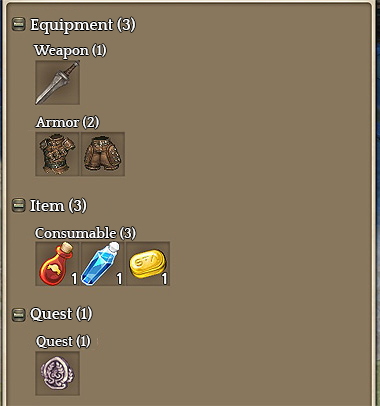 Equipment (3)
Weapon (1)
Armor (2)
Item (3)
Consumable (3)
1 1 1
Quest (1)
Quest (1)